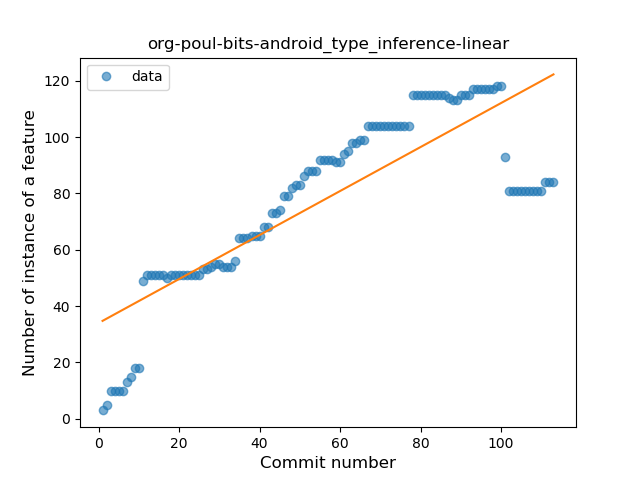 org-poul-bits-android_type_inference-linear
data
Number of instance of a feature
120
100
80
60
40
20
0
0 20 40 60 80 100
Commit number